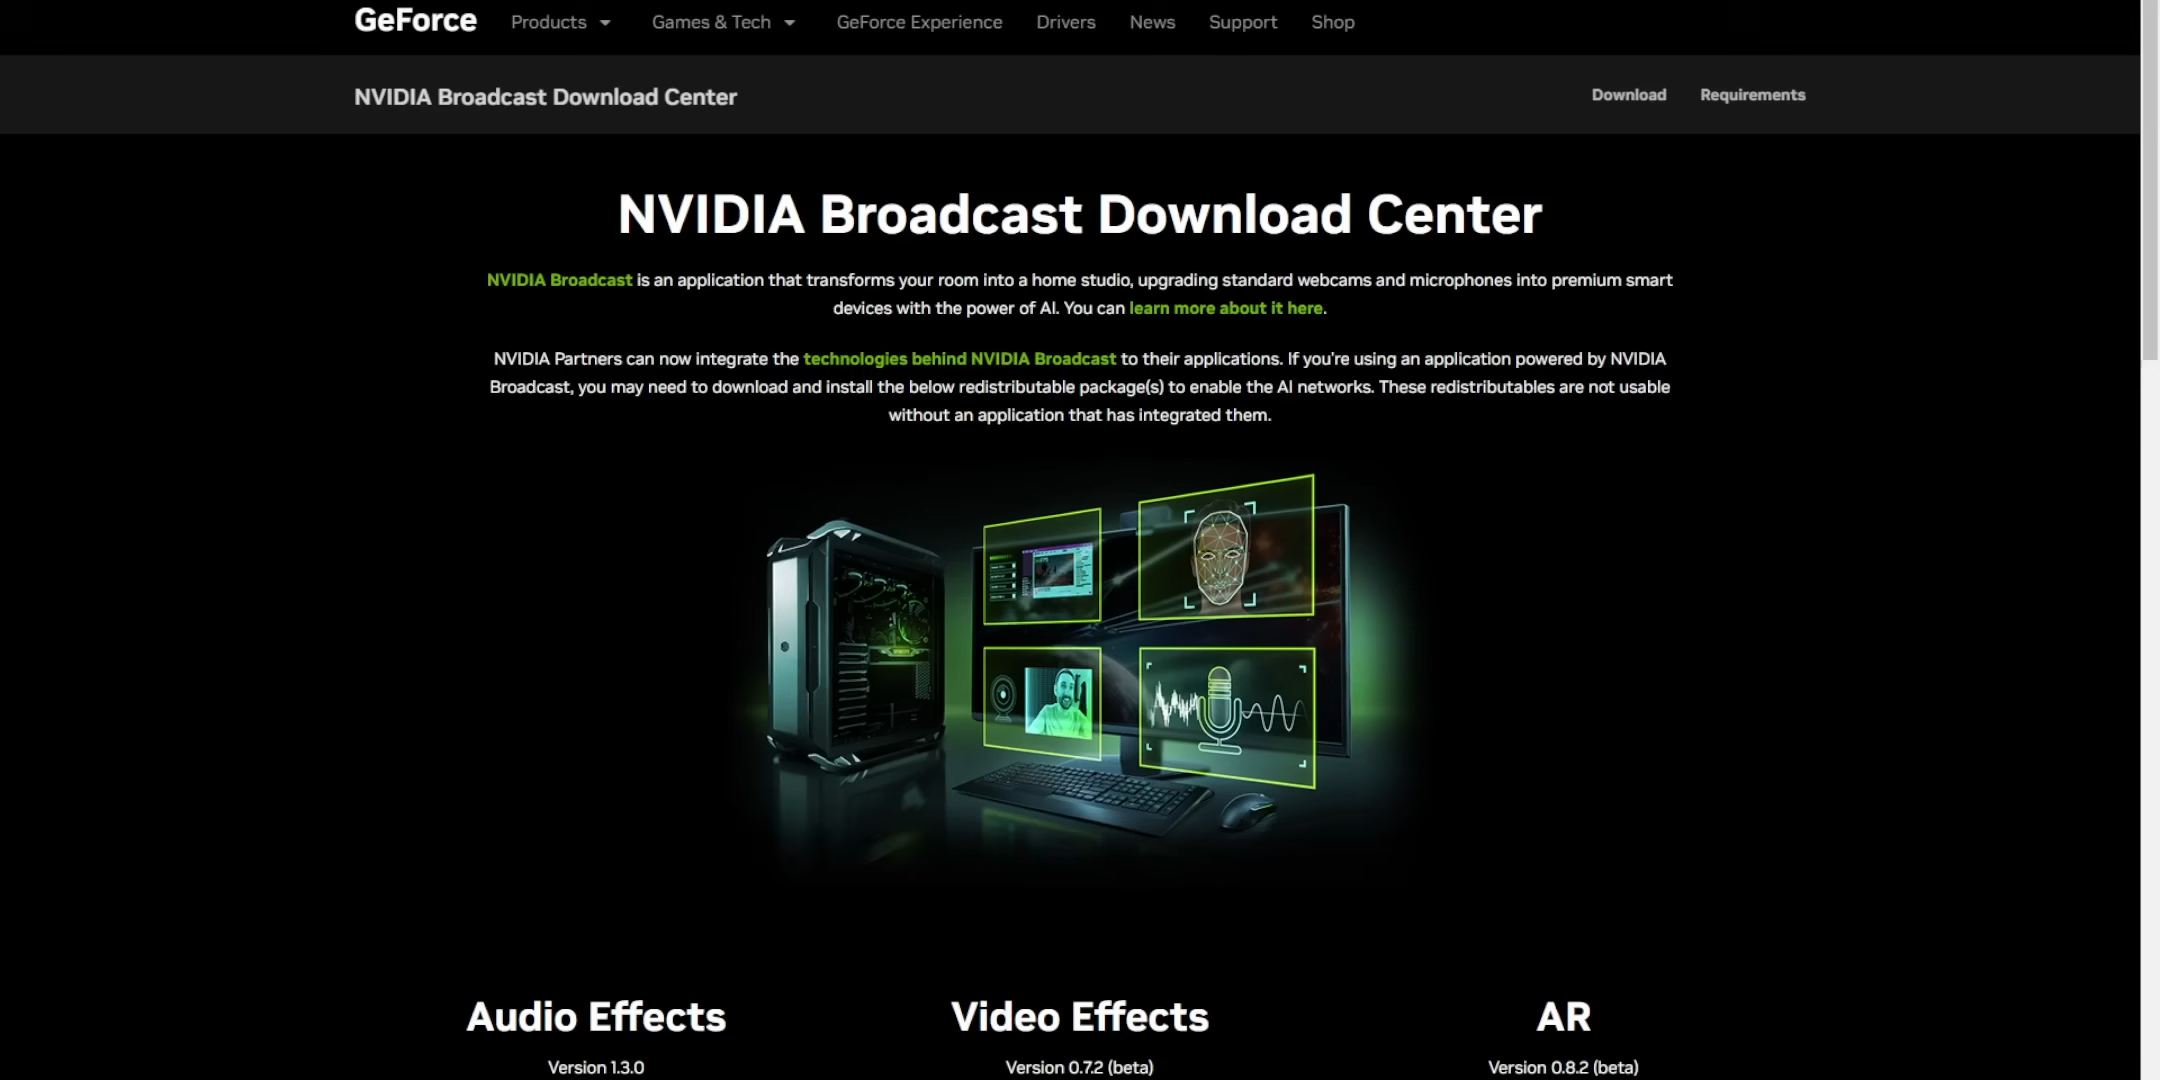 GeForce Products Games & Tech GeForce Experience Drivers News Support Shop
NVIDIA Broadcast Download Center Download Requirements
NVIDIA Broadcast Download Center
NVIDIA Broadcast is an application that transforms your room into a home studio, upgrading standard webcams and microphones into premium smart
devices with the power of AI. You can learn more about it here.
NVIDIA Partners can now integrate the technologies behind NVIDIA Broadcast to their applications. If you're using an application powered by NVIDIA
Broadcast, you may need to download and install the below redistributable package(s) to enable the AI networks. These redistributables are not usable
without an application that has integrated them.
Audio Effects Video Effects AR
Version 1.3.0 Version 0.7.2 (beta) Version 0.8.2 (beta)